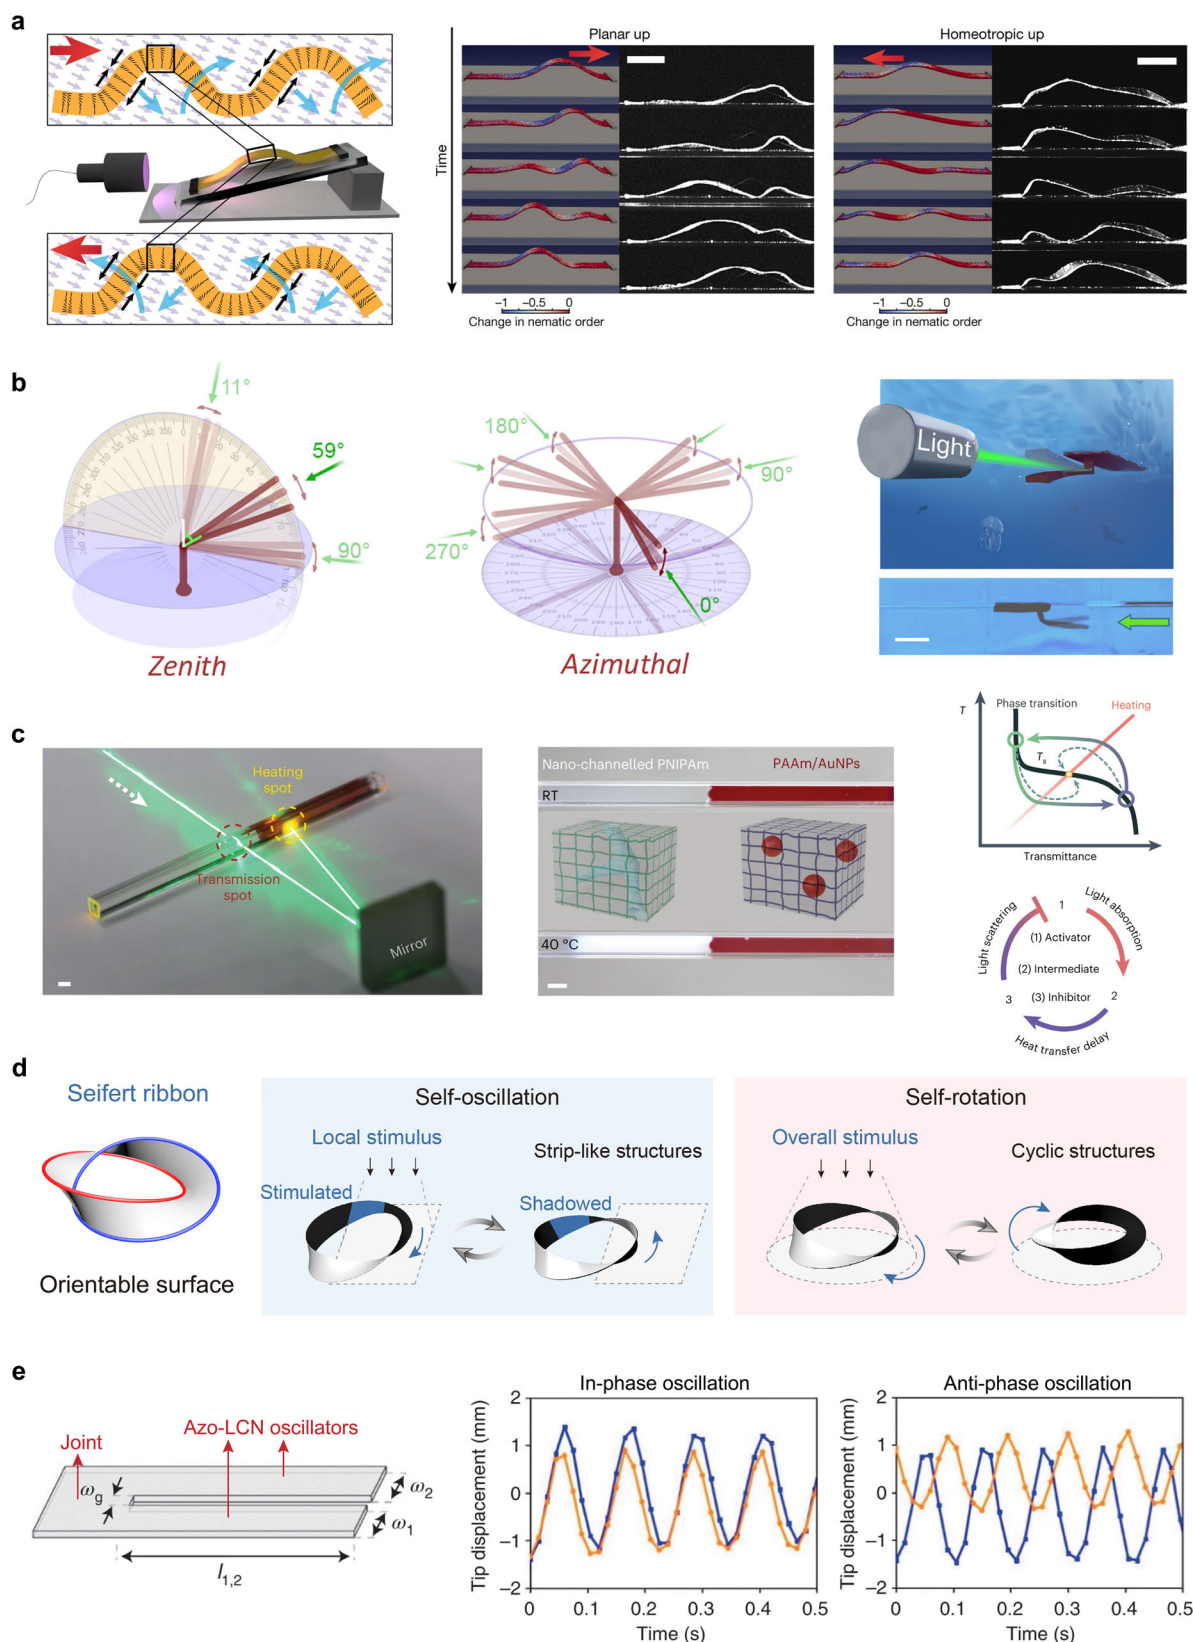 a
Planar up
Homeotropic up
Time
−1 −0.5 0
Change in nematic order
−1 −0.5 0
Change in nematic order
b
11°
59°
90°
Zenith
180°
90°
270°
0°
Azimuthal
Light
c
Heating
spot
Transmission
spot
Mirror
Nano-channelled PNIPAm
PAAm/AuNPs
RT
40 °C
T
Phase transition
Heating
Ts
Transmittance
Light scattering
1
Light absorption
(1) Activator
(2) Intermediate
3
(3) Inhibitor
2
Heat transfer delay
d
Seifert ribbon
Orientable surface
Self-oscillation
Local stimulus
Strip-like structures
Stimulated
Shadowed
Self-rotation
Overall stimulus
Cyclic structures
e
Azo-LCN oscillators
Joint
ωg
ω2
ω1
l1,2
In-phase oscillation
Tip displacement (mm)
2
1
0
−1
−2
0 0.1 0.2 0.3 0.4 0.5
Time (s)
Anti-phase oscillation
Tip displacement (mm)
2
1
0
−1
−2
0 0.1 0.2 0.3 0.4 0.5
Time (s)